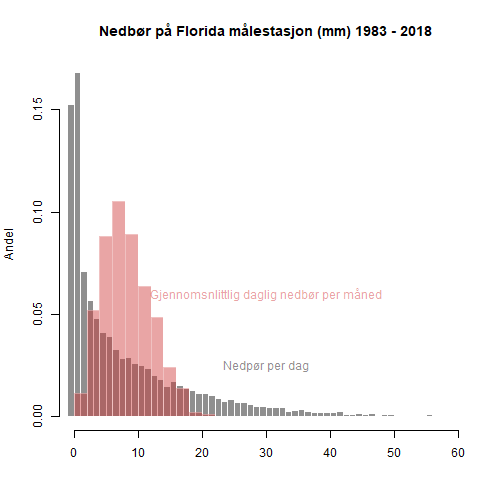 Nedbør på Florida målestasjon (mm) 1983 - 2018
Andel
0.15
0.10
0.05
0.00
Gjennomsnlittlig daglig nedbør per måned
Nedpør per dag
0 10 20 30 40 50 60